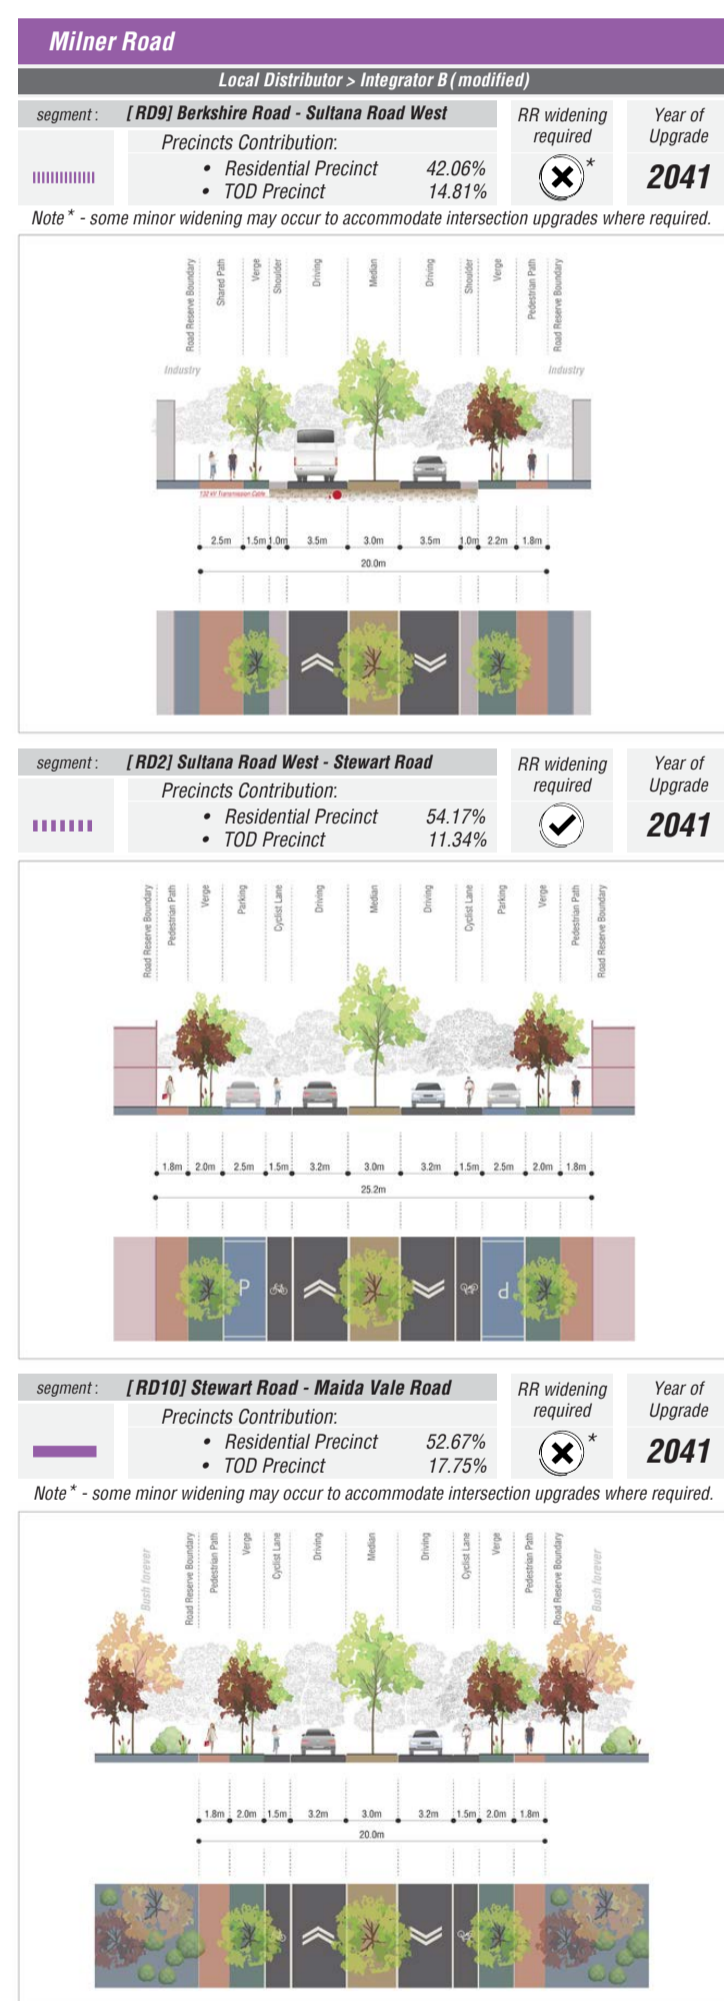 Milner Road
Local Distributor > Integrator B (modified)
segment :
[RD9] Berkshire Road - Sultana Road West
RR widening required
Year of Upgrade
Precincts Contribution:
• Residential Precinct 42.06%
• TOD Precinct 14.81%
*
2041
Note* - some minor widening may occur to accommodate intersection upgrades where required.
Road Reserve Boundary
Shared Path
Verge
Shoulder
Driving
Median
Driving
Shoulder
Verge
Pedestrian Path
Road Reserve Boundary
Industry
Industry
132 kV Transmission Cable
2.5m 1.5m 1.0m 3.5m 3.0m 3.5m 1.0m 2.2m 1.8m
20.0m
segment :
[RD2] Sultana Road West - Stewart Road
RR widening required
Year of Upgrade
Precincts Contribution:
• Residential Precinct 54.17%
• TOD Precinct 11.34%
2041
Road Reserve Boundary
Pedestrian Path
Verge
Parking
Cyclist Lane
Driving
Median
Driving
Cyclist Lane
Parking
Verge
Pedestrian Path
Road Reserve Boundary
1.8m 2.0m 2.5m 1.5m 3.2m 3.0m 3.2m 1.5m 2.5m 2.0m 1.8m
25.2m
P
P
segment :
[RD10] Stewart Road - Maida Vale Road
RR widening required
Year of Upgrade
Precincts Contribution:
• Residential Precinct 52.67%
• TOD Precinct 17.75%
*
2041
Note* - some minor widening may occur to accommodate intersection upgrades where required.
Bush forever
Road Reserve Boundary
Pedestrian Path
Verge
Cyclist Lane
Driving
Median
Driving
Cyclist Lane
Verge
Pedestrian Path
Road Reserve Boundary
Bush forever
1.8m 2.0m 1.5m 3.2m 3.0m 3.2m 1.5m 2.0m 1.8m
20.0m